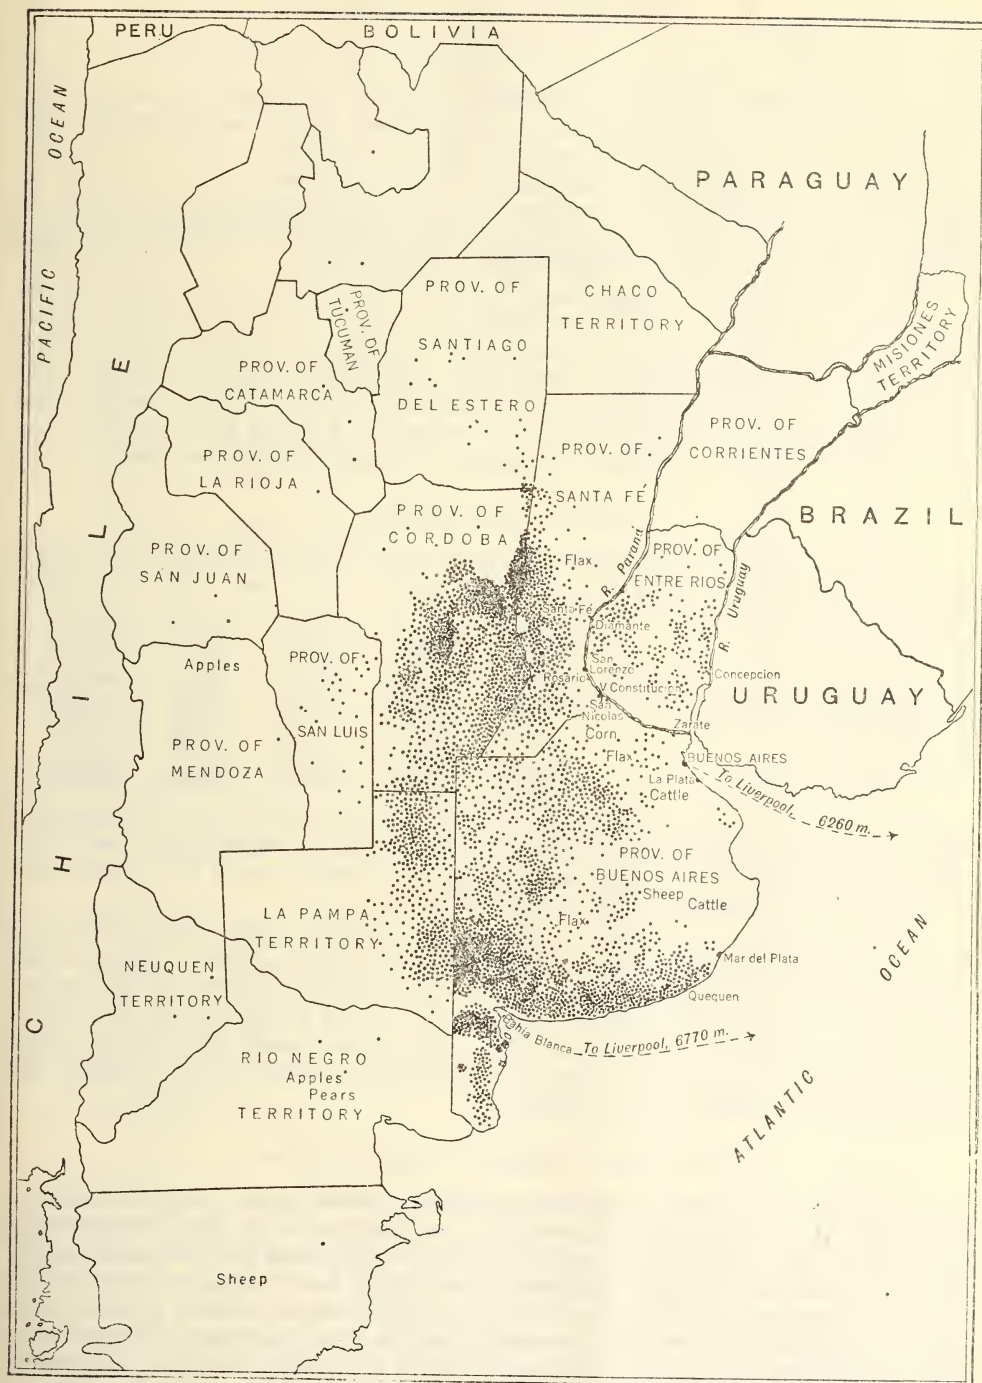 PERU
BOLIVIA
PACIFIC OCEAN
PARAGUAY
CHILE
PROV. OF
TUCUMAN
PROV. OF
SANTIAGO
DEL ESTERO
CHACO
TERRITORY
MISIONES
TERRITORY
PROV. OF
CATAMARCA
PROV. OF
LA RIOJA
PROV. OF
CORDOBA
PROV. OF
SANTA FÉ
PROV. OF
CORRIENTES
BRAZIL
PROV. OF
SAN JUAN
Flax
R. Paraná
PROV. OF
ENTRE RIOS
R. Uruguay
Santa Fé
Diamante
Apples
PROV. OF
SAN LUIS
San
Lorenzo
Rosario
V. Constitucion
Concepcion
San
Nicolas
URUGUAY
PROV. OF
MENDOZA
Corn
Zarate
Flax
BUENOS AIRES
La Plata
Cattle
To Liverpool, 6260 m.
PROV. OF
BUENOS AIRES
Sheep
Cattle
Flax
LA PAMPA
TERRITORY
NEUQUEN
TERRITORY
Mar del Plata
Quequen
Bahia Blanca
To Liverpool, 6770 m.
RIO NEGRO
Apples
Pears
TERRITORY
ATLANTIC OCEAN
Sheep